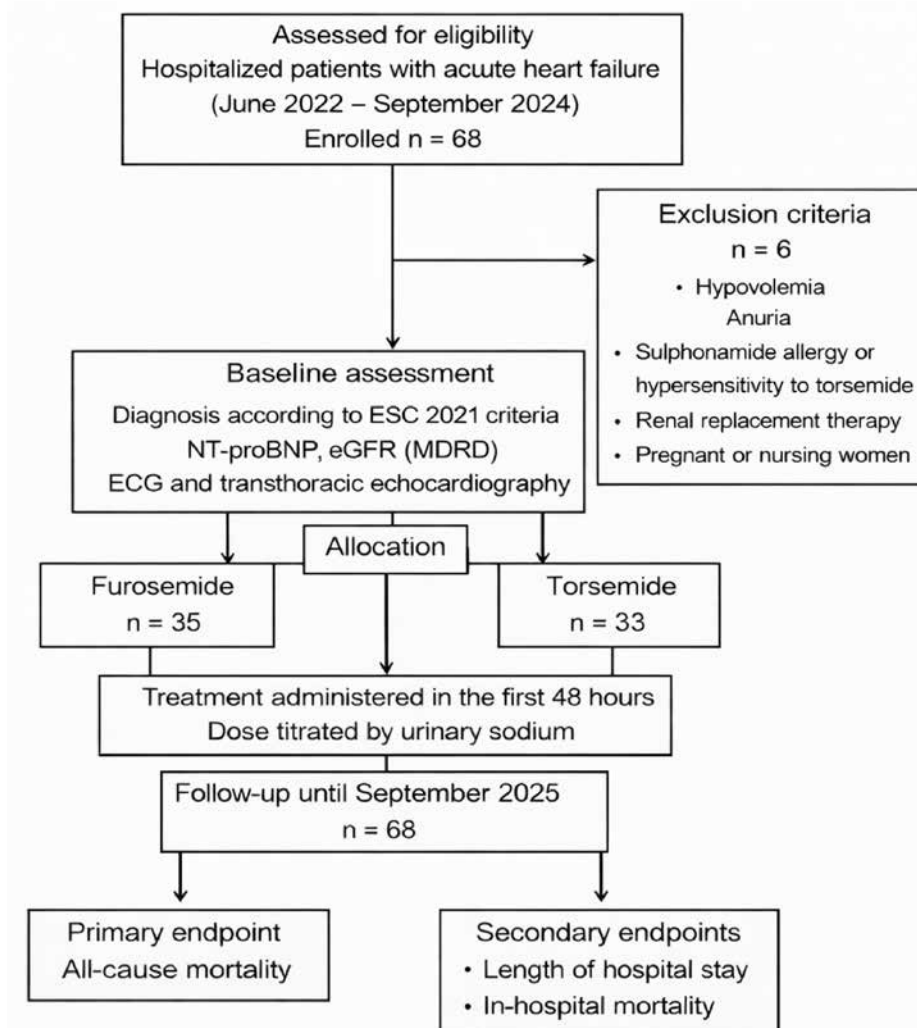 Assessed for eligibility
Hospitalized patients with acute heart failure
(June 2022 – September 2024)
Enrolled n = 68
Exclusion criteria
n = 6
• Hypovolemia
Anuria
• Sulphonamide allergy or
hypersensitivity to torsemide
• Renal replacement therapy
• Pregnant or nursing women
Baseline assessment
Diagnosis according to ESC 2021 criteria
NT-proBNP, eGFR (MDRD)
ECG and transthoracic echocardiography
Allocation
Furosemide
n = 35
Torsemide
n = 33
Treatment administered in the first 48 hours
Dose titrated by urinary sodium
Follow-up until September 2025
n = 68
Primary endpoint
All-cause mortality
Secondary endpoints
• Length of hospital stay
• In-hospital mortality